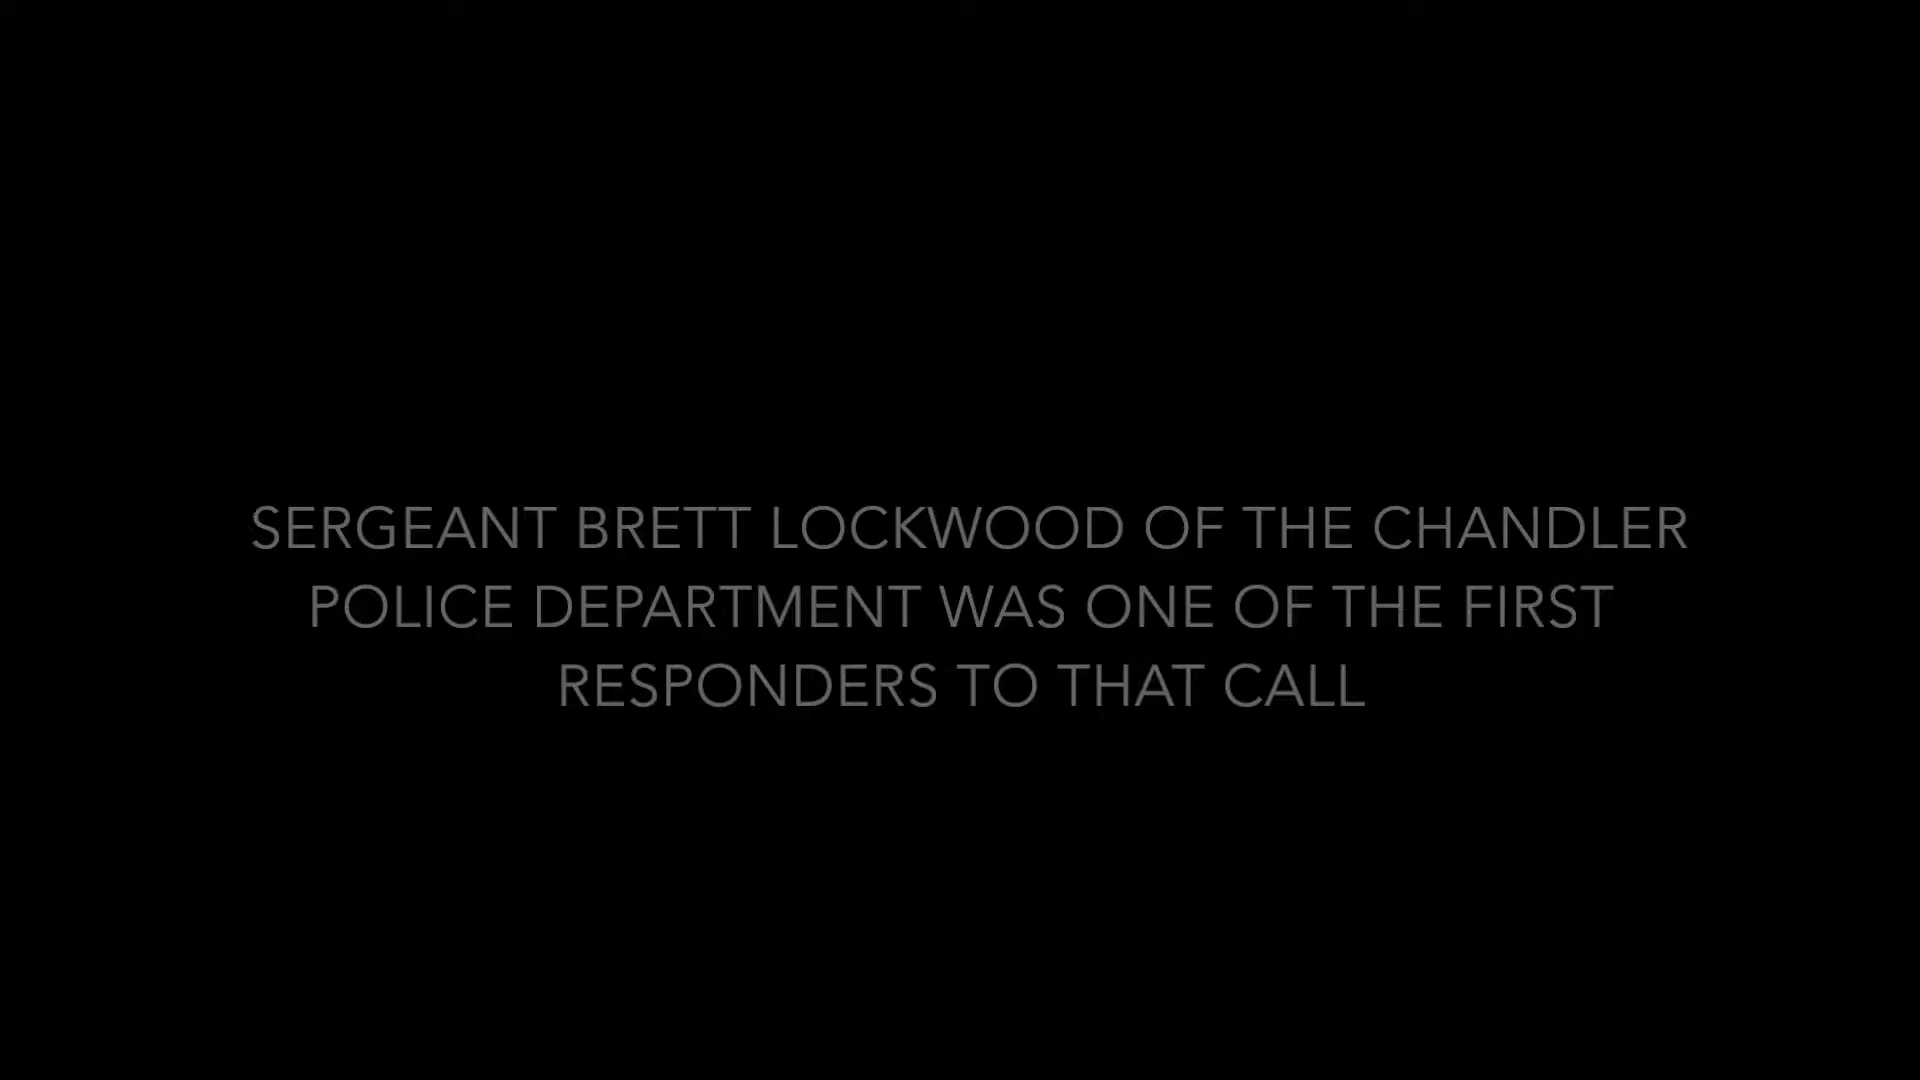 SERGEANT BRETT LOCKWOOD OF THE CHANDLER
POLICE DEPARTMENT WAS ONE OF THE FIRST
RESPONDERS TO THAT CALL